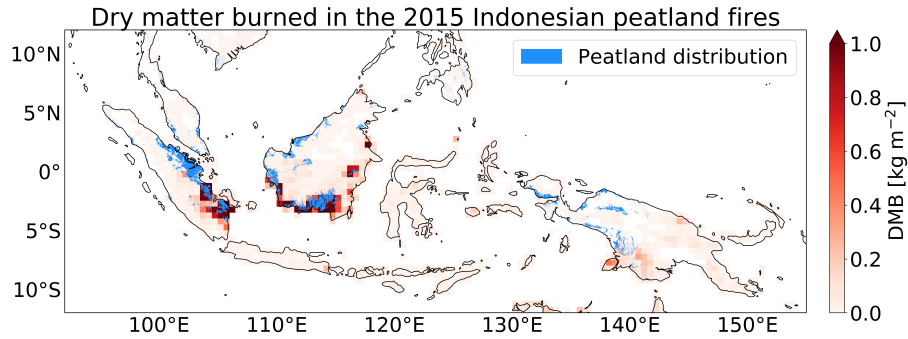 Dry matter burned in the 2015 Indonesian peatland fires
Peatland distribution
10°N
5°N
0°
5°S
10°S
100°E 110°E 120°E 130°E 140°E 150°E
1.0
0.8
0.6
0.4
0.2
0.0
DMB [kg m⁻²]